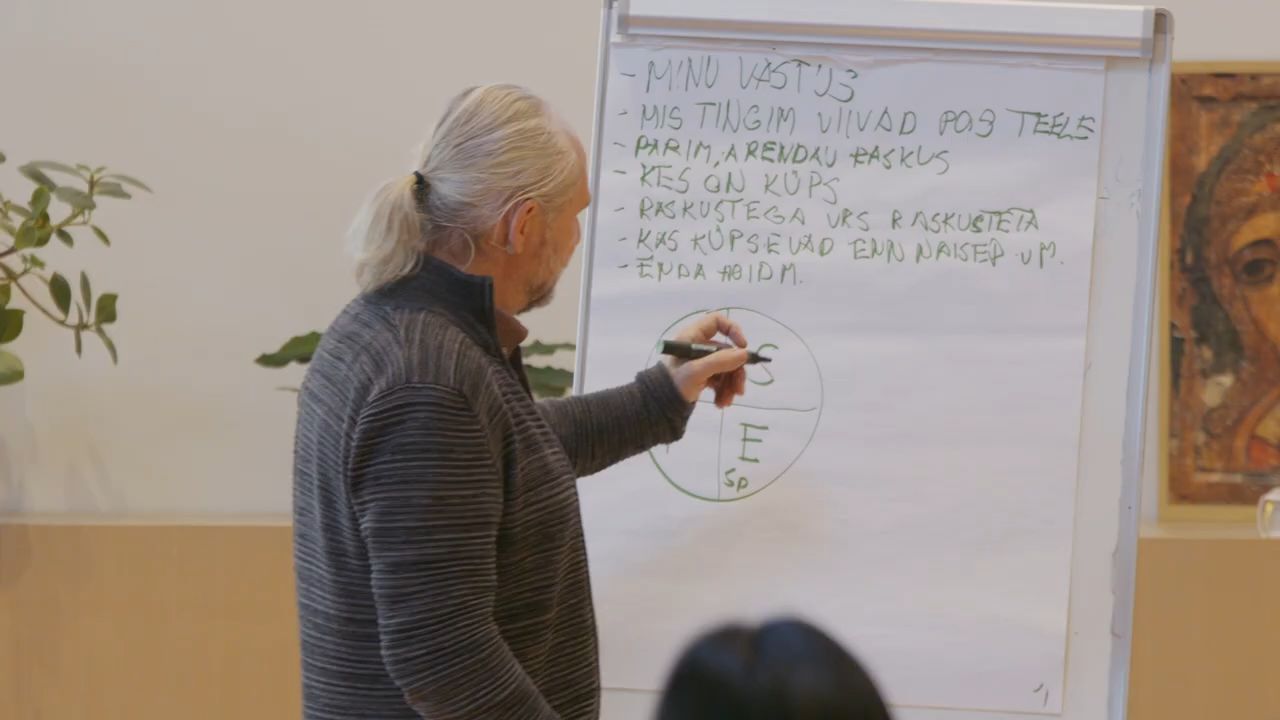 - MINU VASTUS
- MIS TINGIM VIIVAD POS TEELE
- PARIM, ARENDAV RASKUS
- KES ON KÜPS
- RASKUSTEGA VRS RASKUSTETA
- KAS KÜPSEVAD ENN NAISED VM.
- ENDA HOIDM.
S
E
SP